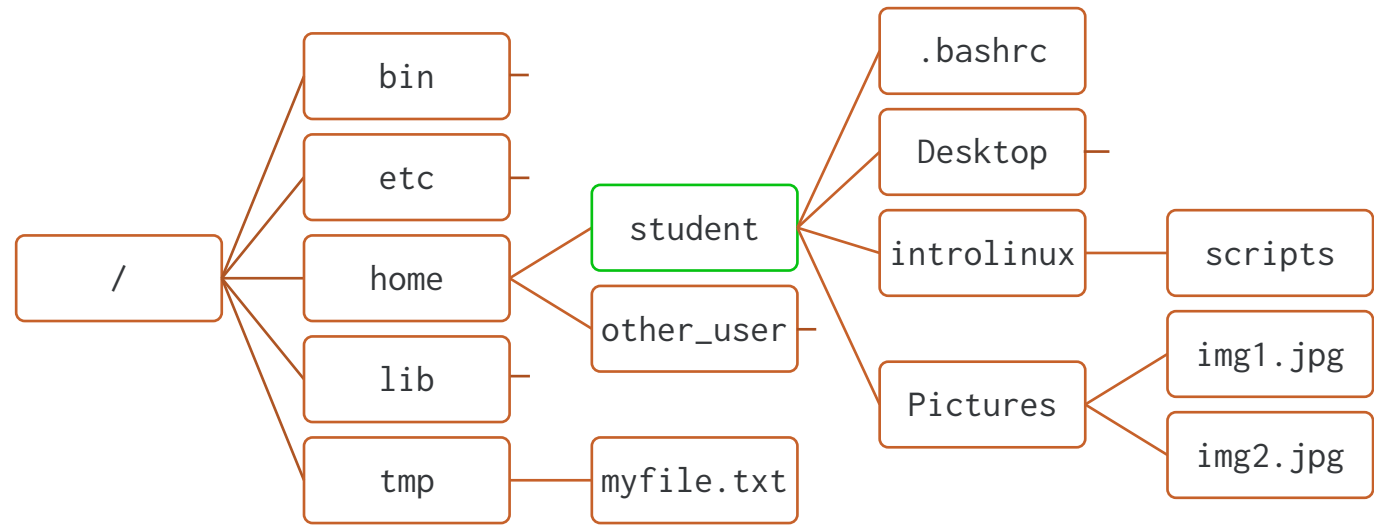 /
bin
etc
home
lib
tmp
student
other_user
myfile.txt
.bashrc
Desktop
introlinux
Pictures
scripts
img1.jpg
img2.jpg